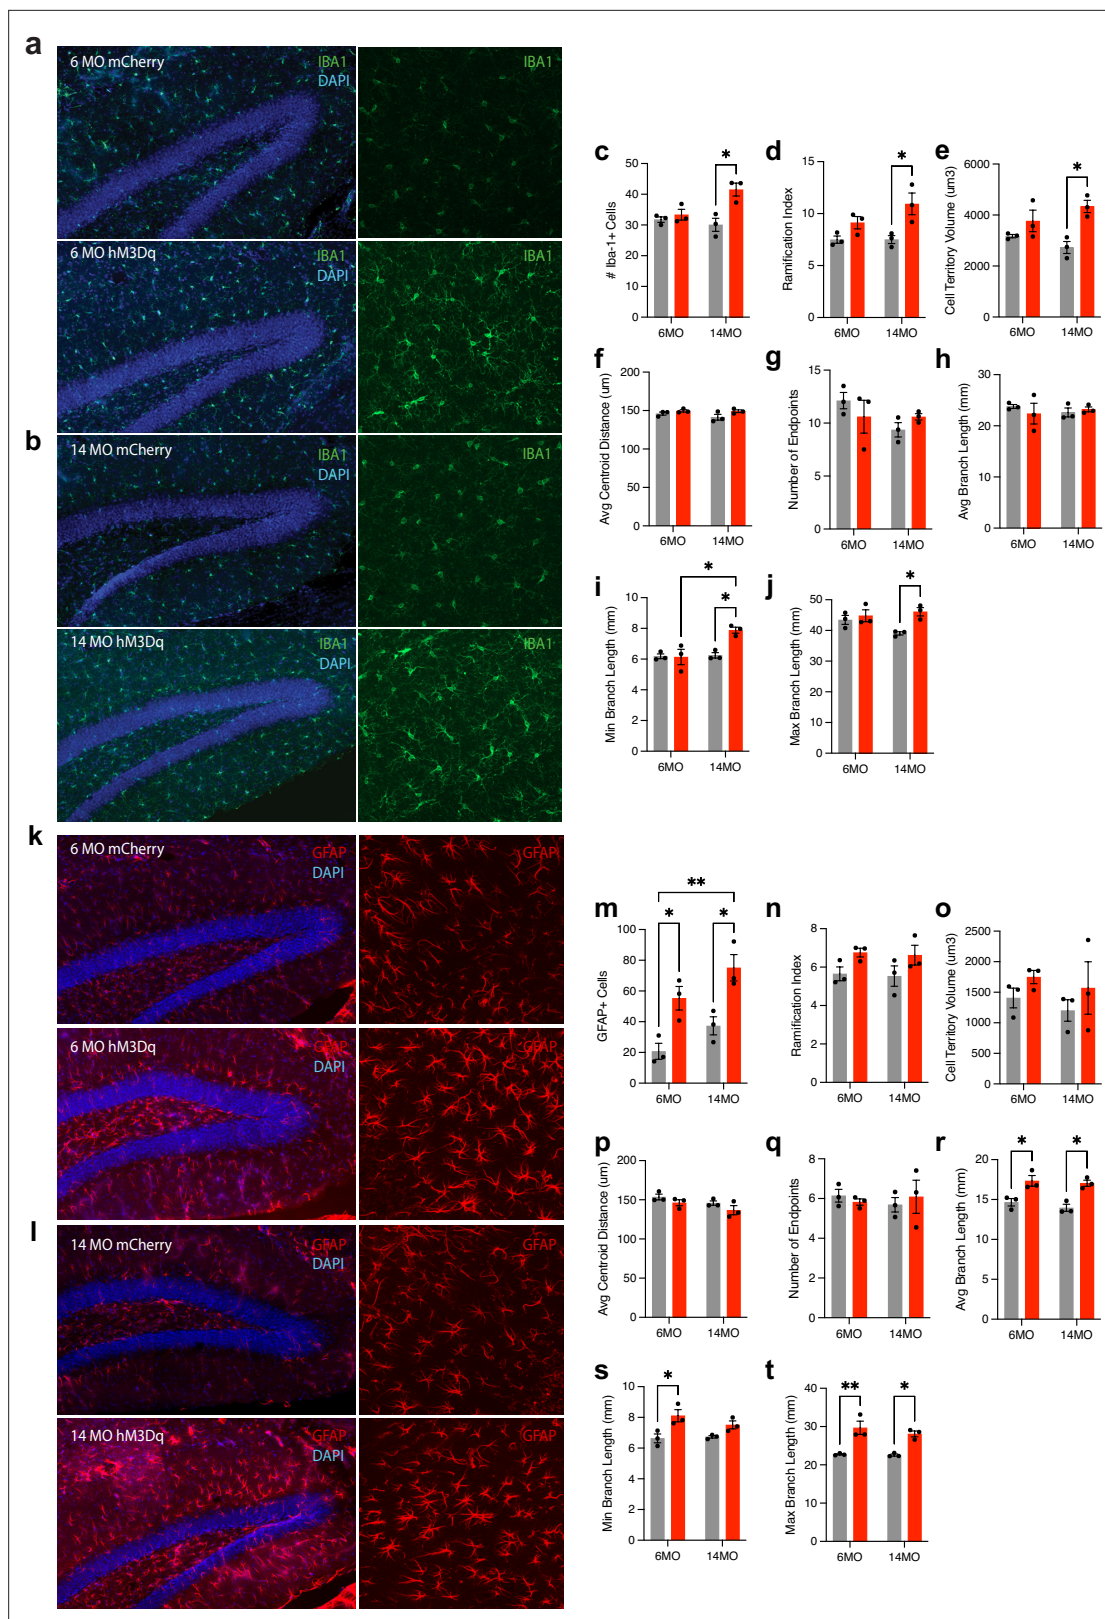 a
6 MO mCherry
IBA1
DAPI
IBA1
6 MO hM3Dq
IBA1
DAPI
IBA1
b
14 MO mCherry
IBA1
DAPI
IBA1
14 MO hM3Dq
IBA1
DAPI
IBA1
c
# Iba-1+ Cells
50
40
30
20
10
0
*
6MO
14MO
d
Ramification Index
15
10
5
0
*
6MO
14MO
e
Cell Territory Volume (um3)
6000
4000
2000
0
*
6MO
14MO
f
Avg Centroid Distance (um)
200
150
100
50
0
6MO
14MO
g
Number of Endpoints
15
10
5
0
6MO
14MO
h
Avg Branch Length (mm)
30
20
10
0
6MO
14MO
i
Min Branch Length (mm)
10
8
6
4
2
0
*
*
6MO
14MO
j
Max Branch Length (mm)
50
40
30
20
10
0
*
6MO
14MO
k
6 MO mCherry
GFAP
DAPI
GFAP
6 MO hM3Dq
GFAP
DAPI
GFAP
l
14 MO mCherry
GFAP
DAPI
GFAP
14 MO hM3Dq
GFAP
DAPI
GFAP
m
GFAP+ Cells
100
80
60
40
20
0
**
*
*
6MO
14MO
n
Ramification Index
10
8
6
4
2
0
6MO
14MO
o
Cell Territory Volume (um3)
2500
2000
1500
1000
500
0
6MO
14MO
p
Avg Centroid Distance (um)
200
150
100
50
0
6MO
14MO
q
Number of Endpoints
10
8
6
4
2
0
6MO
14MO
r
Avg Branch Length (mm)
20
15
10
5
0
*
*
6MO
14MO
s
Min Branch Length (mm)
10
8
6
4
2
0
*
6MO
14MO
t
Max Branch Length (mm)
40
30
20
10
0
**
*
6MO
14MO